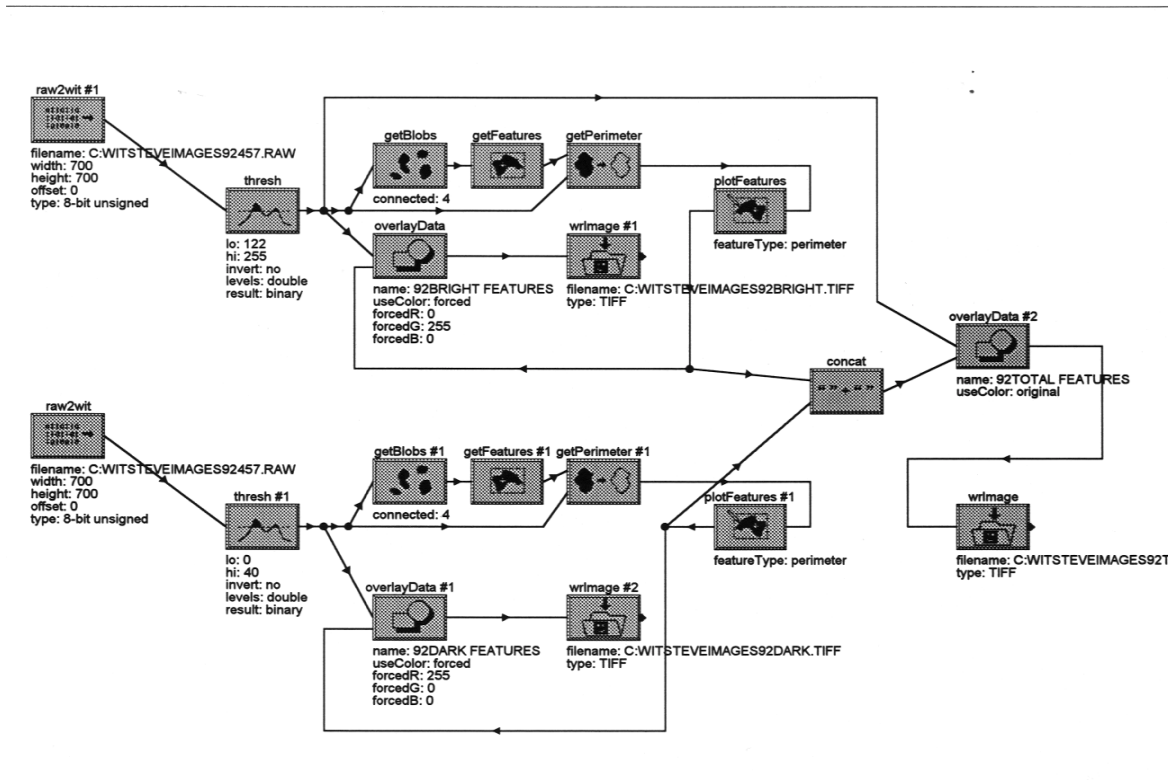 raw2wit #1
filename: C:WITSTEVEIMAGES92457.RAW
width: 700
height: 700
offset: 0
type: 8-bit unsigned
thresh
lo: 122
hi: 255
invert: no
levels: double
result: binary
getBlobs
connected: 4
getFeatures
getPerimeter
plotFeatures
featureType: perimeter
overlayData
name: 92BRIGHT FEATURES
useColor: forced
forcedR: 0
forcedG: 255
forcedB: 0
wrImage #1
filename: C:WITSTEVEIMAGES92BRIGHT.TIFF
type: TIFF
concat
"" + ""
overlayData #2
name: 92TOTAL FEATURES
useColor: original
raw2wit
filename: C:WITSTEVEIMAGES92457.RAW
width: 700
height: 700
offset: 0
type: 8-bit unsigned
thresh #1
lo: 0
hi: 40
invert: no
levels: double
result: binary
getBlobs #1
connected: 4
getFeatures #1
getPerimeter #1
plotFeatures #1
featureType: perimeter
overlayData #1
name: 92DARK FEATURES
useColor: forced
forcedR: 255
forcedG: 0
forcedB: 0
wrImage #2
filename: C:WITSTEVEIMAGES92DARK.TIFF
type: TIFF
wrImage
filename: C:WITSTEVEIMAGES92T
type: TIFF